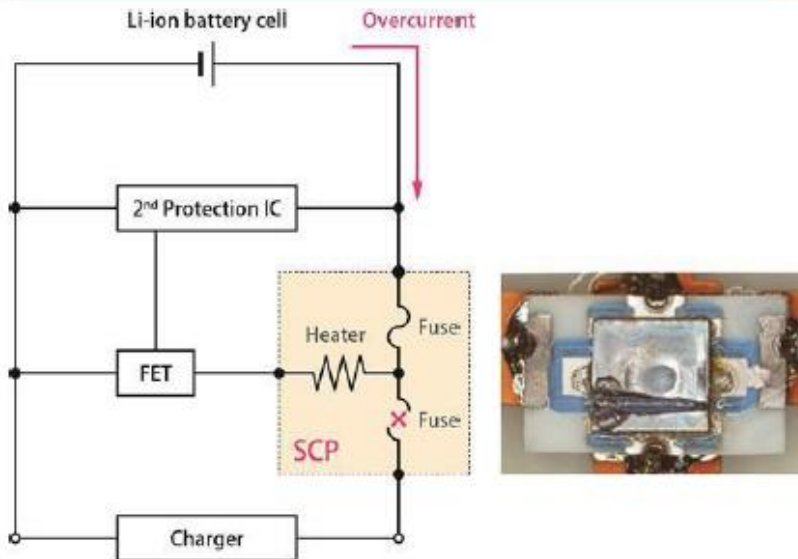 Li-ion battery cell
Overcurrent
2nd Protection IC
Heater
Fuse
FET
Fuse
SCP
Charger